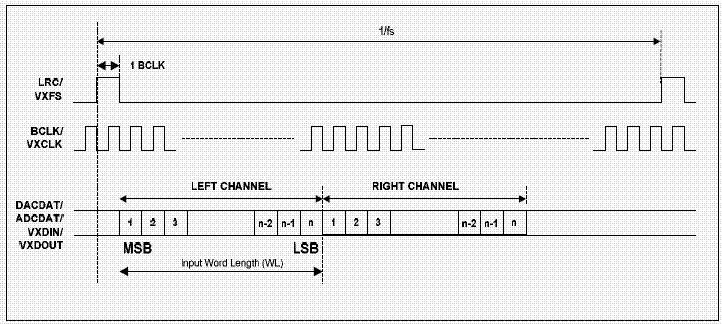 1/fs
1 BCLK
LRC/
VXFS
BCLK/
VXCLK
LEFT CHANNEL RIGHT CHANNEL
DACDAT/
ADCDAT/
VXDIN/
VXDOUT
1 2 3 n-2 n-1 n 1 2 3 n-2 n-1 n
MSB LSB
Input Word Length (WL)